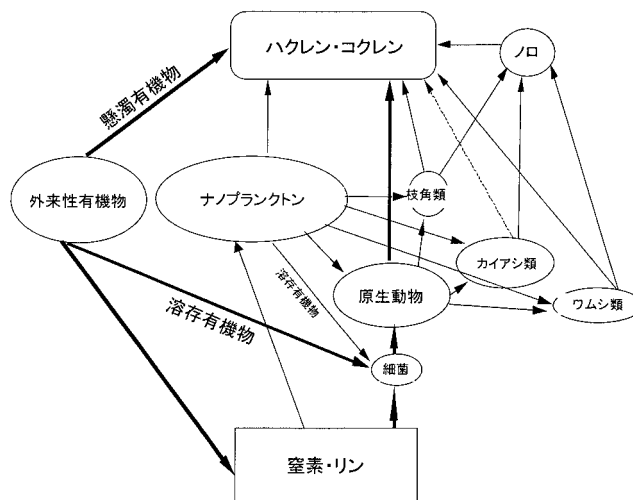 ハクレン・コクレン
ノロ
懸濁有機物
外来性有機物
ナノプランクトン
枝角類
カイアシ類
溶存有機物
原生動物
ワムシ類
溶存有機物
細菌
窒素・リン